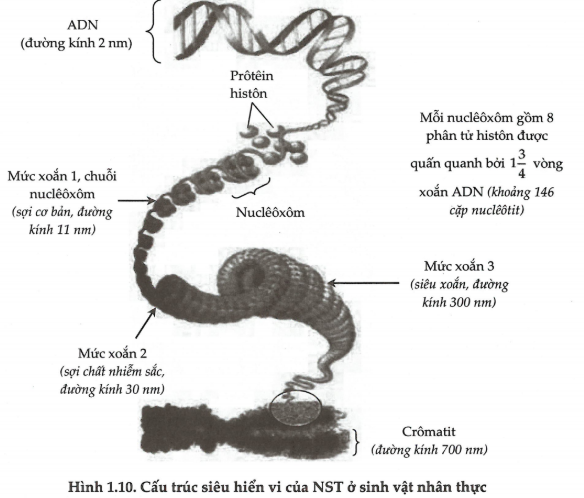 ADN
(đường kính 2 nm)
Prôtêin
histôn
Mỗi nuclêôxôm gồm 8
phân tử histôn được
quấn quanh bởi 1 3/4 vòng
xoắn ADN (khoảng 146
cặp nuclêôtit)
Mức xoắn 1, chuỗi
nuclêôxôm
(sợi cơ bản, đường
kính 11 nm)
Nuclêôxôm
Mức xoắn 3
(siêu xoắn, đường
kính 300 nm)
Mức xoắn 2
(sợi chất nhiễm sắc,
đường kính 30 nm)
Crômatit
(đường kính 700 nm)
Hình 1.10. Cấu trúc siêu hiển vi của NST ở sinh vật nhân thực